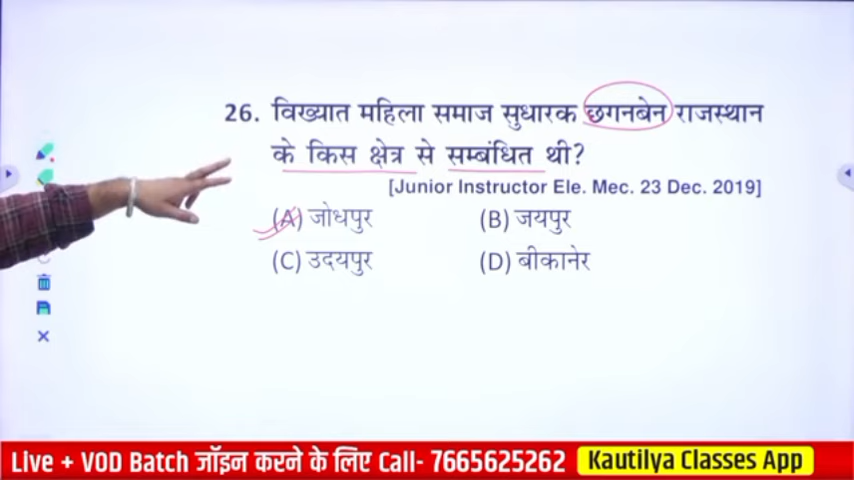 26. विख्यात महिला समाज सुधारक छगनबेन राजस्थान
के किस क्षेत्र से सम्बंधित थी?
[Junior Instructor Ele. Mec. 23 Dec. 2019]
(A) जोधपुर (B) जयपुर
(C) उदयपुर (D) बीकानेर
Live + VOD Batch जॉइन करने के लिए Call- 7665625262 Kautilya Classes App